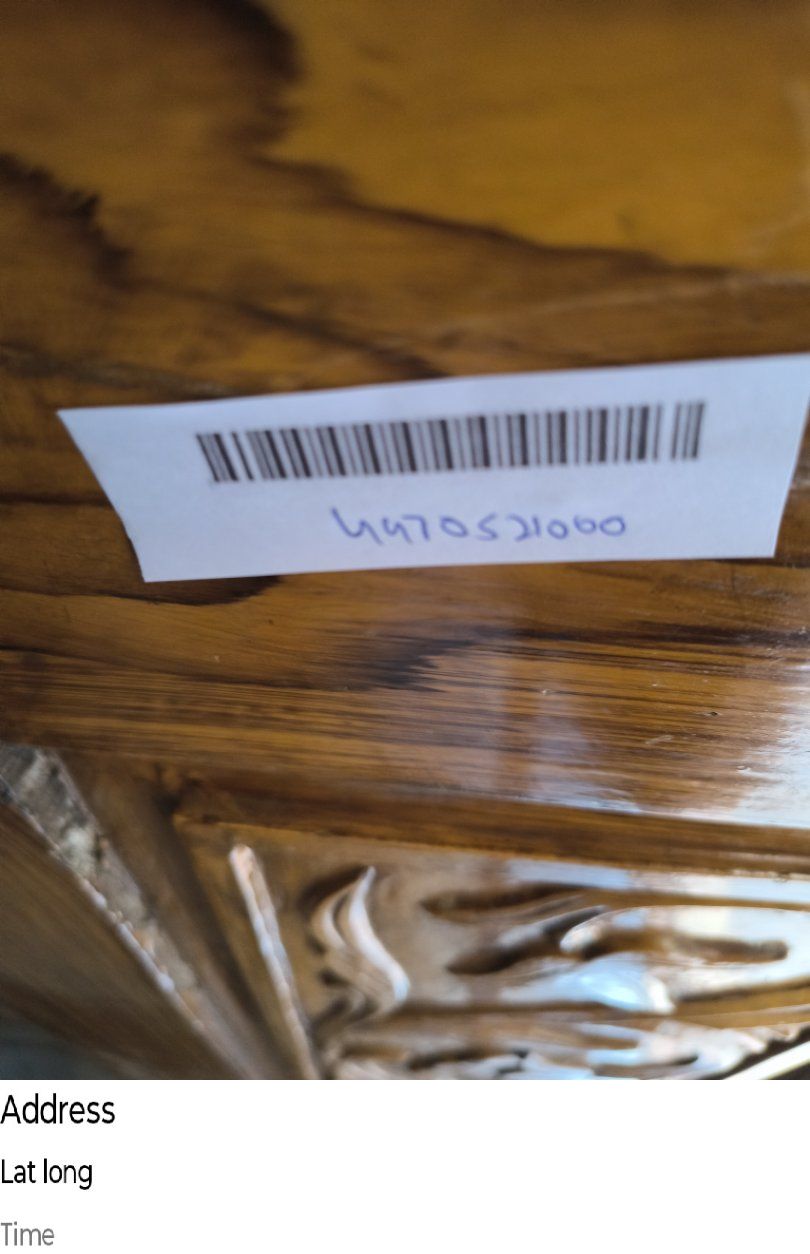 4470521000
Address
Lat long
Time